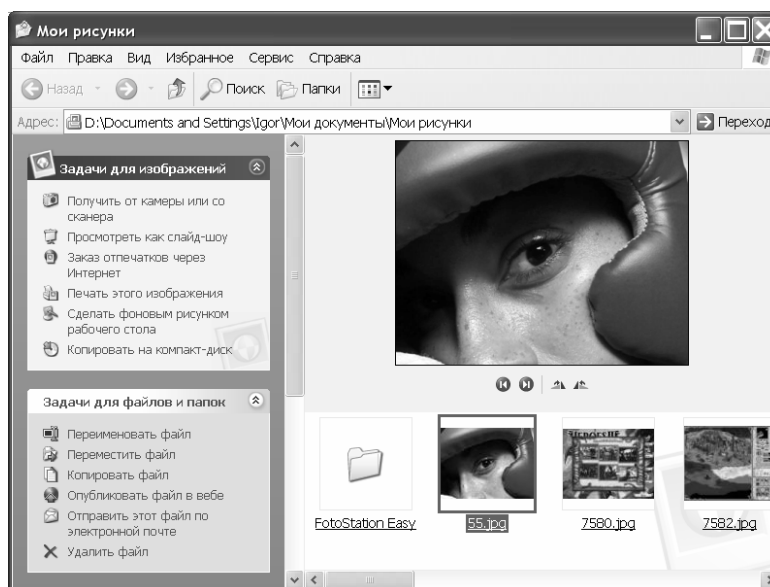 Мои рисунки
Файл Правка Вид Избранное Сервис Справка
Назад Поиск Папки
Адрес: D:\Documents and Settings\Igor\Мои документы\Мои рисунки Переход
Задачи для изображений
Получить от камеры или со
сканера
Просмотреть как слайд-шоу
Заказ отпечатков через
Интернет
Печать этого изображения
Сделать фоновым рисунком
рабочего стола
Копировать на компакт-диск
Задачи для файлов и папок
Переименовать файл
Переместить файл
Копировать файл
Опубликовать файл в вебе
Отправить этот файл по
электронной почте
Удалить файл
FotoStation Easy 55.jpg 7580.jpg 7582.jpg